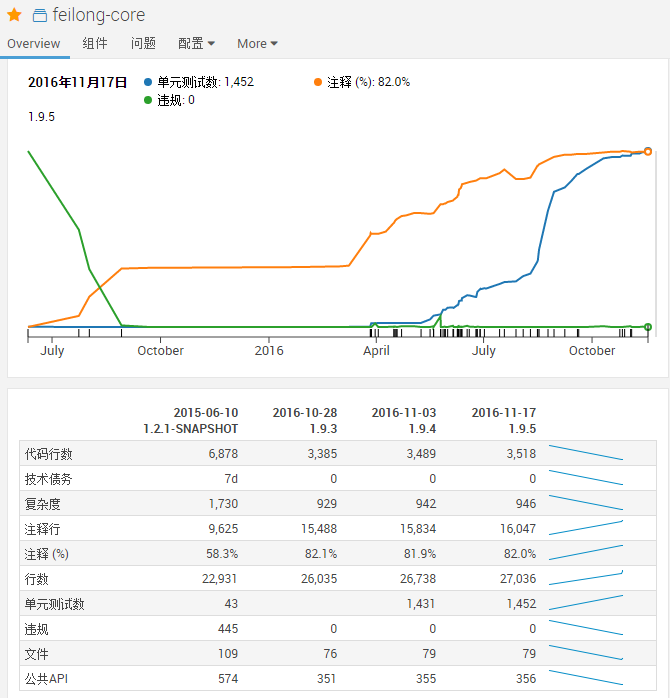 feilong-core
Overview 组件 问题 配置 More
2016年11月17日 单元测试数: 1,452 注释 (%): 82.0%
违规: 0
1.9.5
July October 2016 April July October
2015-06-10 2016-10-28 2016-11-03 2016-11-17
1.2.1-SNAPSHOT 1.9.3 1.9.4 1.9.5
代码行数 6,878 3,385 3,489 3,518
技术债务 7d 0 0 0
复杂度 1,730 929 942 946
注释行 9,625 15,488 15,834 16,047
注释 (%) 58.3% 82.1% 81.9% 82.0%
行数 22,931 26,035 26,738 27,036
单元测试数 43 1,431 1,452
违规 445 0 0 0
文件 109 76 79 79
公共API 574 351 355 356